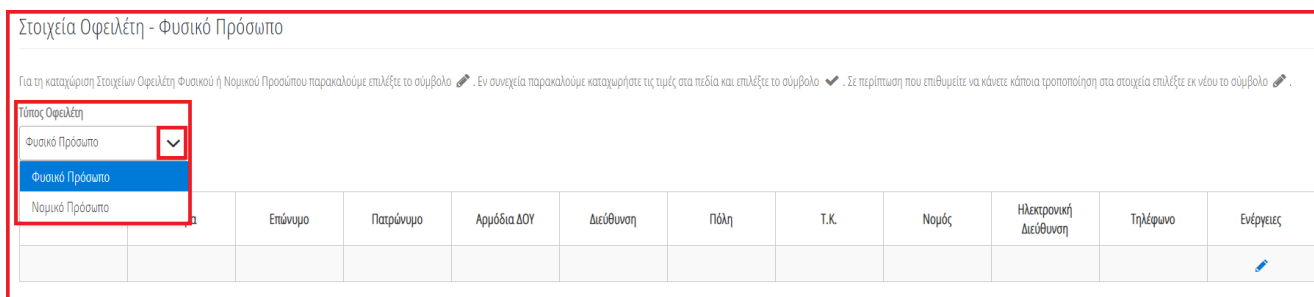 Στοιχεία Οφειλέτη - Φυσικό Πρόσωπο
Για τη καταχώριση Στοιχείων Οφειλέτη Φυσικού ή Νομικού Προσώπου παρακαλούμε επιλέξτε το σύμβολο . Εν συνεχεία παρακαλούμε καταχωρήστε τις τιμές στα πεδία και επιλέξτε το σύμβολο . Σε περίπτωση που επιθυμείτε να κάνετε κάποια τροποποίηση στα στοιχεία επιλέξτε εκ νέου το σύμβολο .
Τύπος Οφειλέτη
Φυσικό Πρόσωπο
Φυσικό Πρόσωπο
Νομικό Πρόσωπο
Επώνυμο Πατρώνυμο Αρμόδια ΔΟΥ Διεύθυνση Πόλη Τ.Κ. Νομός Ηλεκτρονική Διεύθυνση Τηλέφωνο Ενέργειες